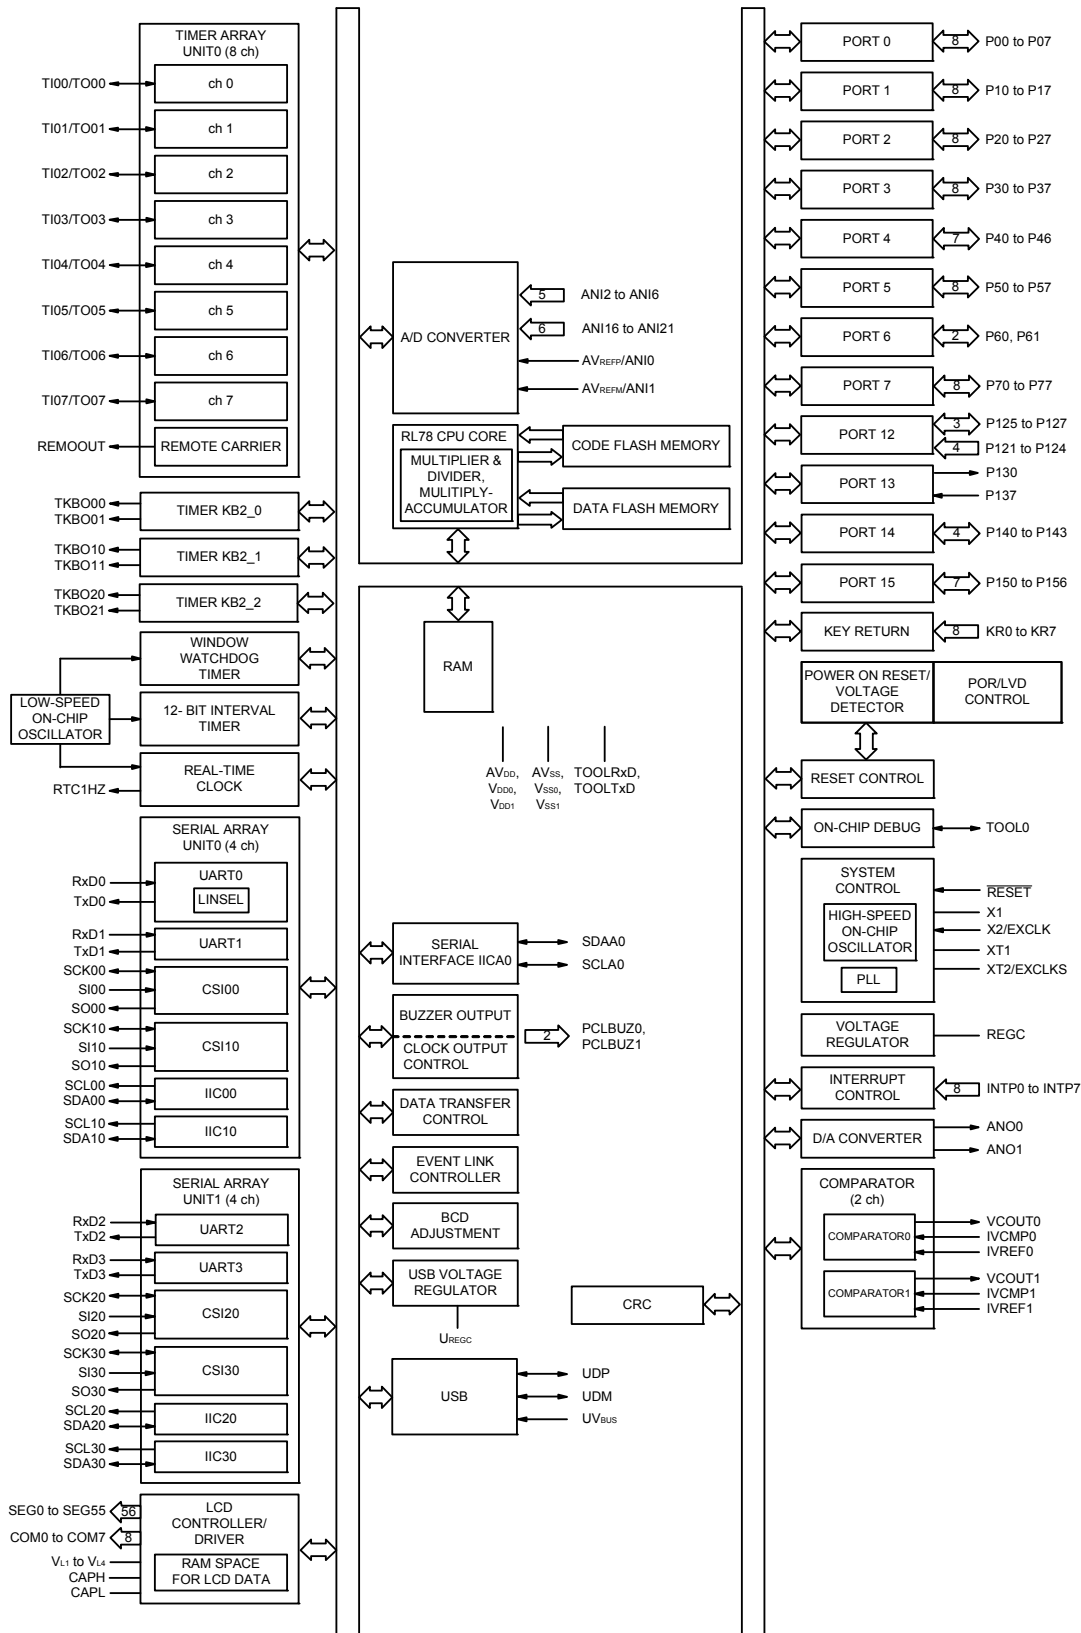 TIMER ARRAY
UNIT0 (8 ch)
TI00/TO00
ch 0
TI01/TO01
ch 1
TI02/TO02
ch 2
TI03/TO03
ch 3
TI04/TO04
ch 4
TI05/TO05
ch 5
TI06/TO06
ch 6
TI07/TO07
ch 7
REMOOUT
REMOTE CARRIER
TKBO00
TKBO01
TIMER KB2_0
TKBO10
TKBO11
TIMER KB2_1
TKBO20
TKBO21
TIMER KB2_2
WINDOW
WATCHDOG
TIMER
LOW-SPEED
ON-CHIP
OSCILLATOR
12- BIT INTERVAL
TIMER
REAL-TIME
CLOCK
RTC1HZ
SERIAL ARRAY
UNIT0 (4 ch)
RxD0
TxD0
UART0
LINSEL
RxD1
TxD1
UART1
SCK00
SI00
SO00
CSI00
SCK10
SI10
SO10
CSI10
SCL00
SDA00
IIC00
SCL10
SDA10
IIC10
SERIAL ARRAY
UNIT1 (4 ch)
RxD2
TxD2
UART2
RxD3
TxD3
UART3
SCK20
SI20
SO20
CSI20
SCK30
SI30
SO30
CSI30
SCL20
SDA20
IIC20
SCL30
SDA30
IIC30
SEG0 to SEG55
56
COM0 to COM7
8
VL1 to VL4
CAPH
CAPL
LCD
CONTROLLER/
DRIVER
RAM SPACE
FOR LCD DATA
A/D CONVERTER
5
ANI2 to ANI6
6
ANI16 to ANI21
AVREFP/ANI0
AVREFM/ANI1
RL78 CPU CORE
MULTIPLIER &
DIVIDER,
MULITIPLY-
ACCUMULATOR
CODE FLASH MEMORY
DATA FLASH MEMORY
RAM
AVDD,
VDD0,
VDD1
AVSS,
VSS0,
VSS1
TOOLRxD,
TOOLTxD
SERIAL
INTERFACE IICA0
SDAA0
SCLA0
BUZZER OUTPUT
CLOCK OUTPUT
CONTROL
2
PCLBUZ0,
PCLBUZ1
DATA TRANSFER
CONTROL
EVENT LINK
CONTROLLER
BCD
ADJUSTMENT
USB VOLTAGE
REGULATOR
UREGC
CRC
USB
UDP
UDM
UVBUS
PORT 0
8
P00 to P07
PORT 1
8
P10 to P17
PORT 2
8
P20 to P27
PORT 3
8
P30 to P37
PORT 4
7
P40 to P46
PORT 5
8
P50 to P57
PORT 6
2
P60, P61
PORT 7
8
P70 to P77
PORT 12
3
P125 to P127
4
P121 to P124
PORT 13
P130
P137
PORT 14
4
P140 to P143
PORT 15
7
P150 to P156
KEY RETURN
8
KR0 to KR7
POWER ON RESET/
VOLTAGE
DETECTOR
POR/LVD
CONTROL
RESET CONTROL
ON-CHIP DEBUG
TOOL0
SYSTEM
CONTROL
HIGH-SPEED
ON-CHIP
OSCILLATOR
PLL
RESET
X1
X2/EXCLK
XT1
XT2/EXCLKS
VOLTAGE
REGULATOR
REGC
INTERRUPT
CONTROL
8
INTP0 to INTP7
D/A CONVERTER
ANO0
ANO1
COMPARATOR
(2 ch)
COMPARATOR0
VCOUT0
IVCMP0
IVREF0
COMPARATOR1
VCOUT1
IVCMP1
IVREF1